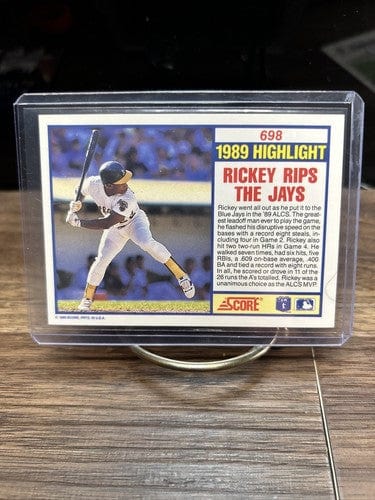 698
1989 HIGHLIGHT
RICKEY RIPS
THE JAYS
Rickey went all out as he put it to the
Blue Jays in the '89 ALCS. The great-
est leadoff man ever to play the game,
he flashed his disruptive speed on the
bases with a record eight steals, in-
cluding four in Game 2. Rickey also
hit two two-run HRs in Game 4. He
walked seven times, had six hits, five
RBIs, a .609 on-base average, .400
BA and tied a record with eight runs.
In all, he scored or drove in 11 of the
26 runs the A's totalled. Rickey was a
unanimous choice as the ALCS MVP.
SCORE
© 1990 SCORE, PRTD. IN U.S.A.